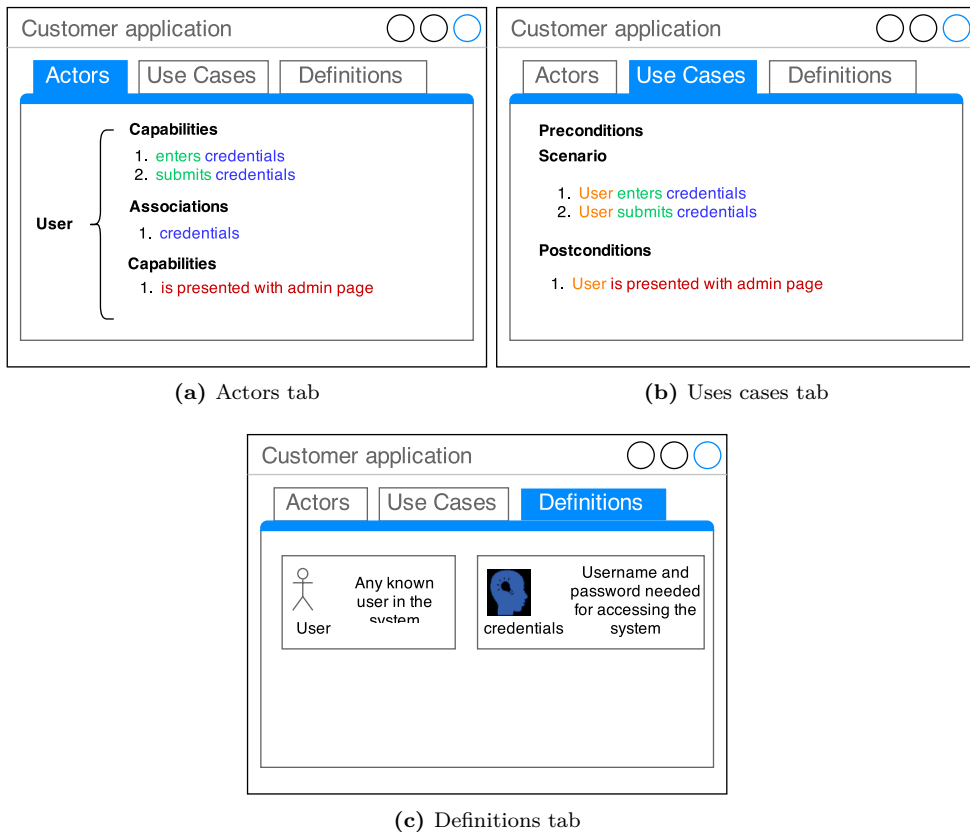 Customer application
Actors Use Cases Definitions
Capabilities
1. enters credentials
2. submits credentials
Associations
1. credentials
User
Capabilities
1. is presented with admin page
(a) Actors tab
Customer application
Actors Use Cases Definitions
Preconditions
Scenario
1. User enters credentials
2. User submits credentials
Postconditions
1. User is presented with admin page
(b) Uses cases tab
Customer application
Actors Use Cases Definitions
Any known
user in the
system
User
Username and
password needed
for accessing the
system
credentials
(c) Definitions tab